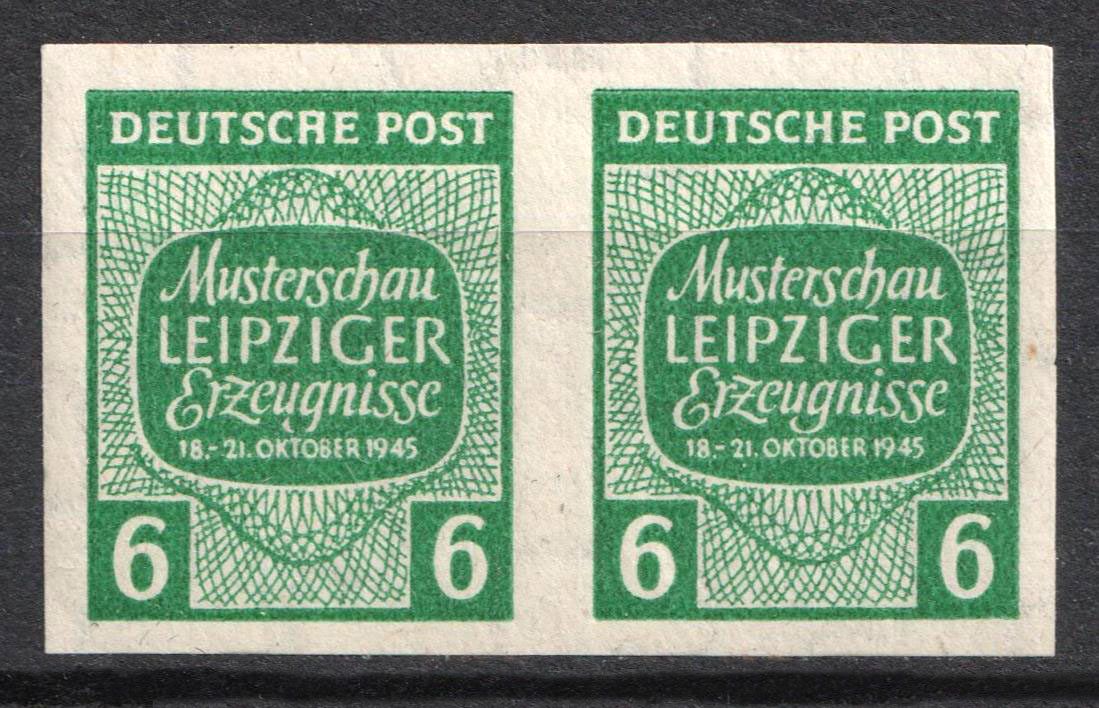 DEUTSCHE POST
Musterschau
LEIPZIGER
Erzeugnisse
18.-21. OKTOBER 1945
6 6
DEUTSCHE POST
Musterschau
LEIPZIGER
Erzeugnisse
18.-21. OKTOBER 1945
6 6